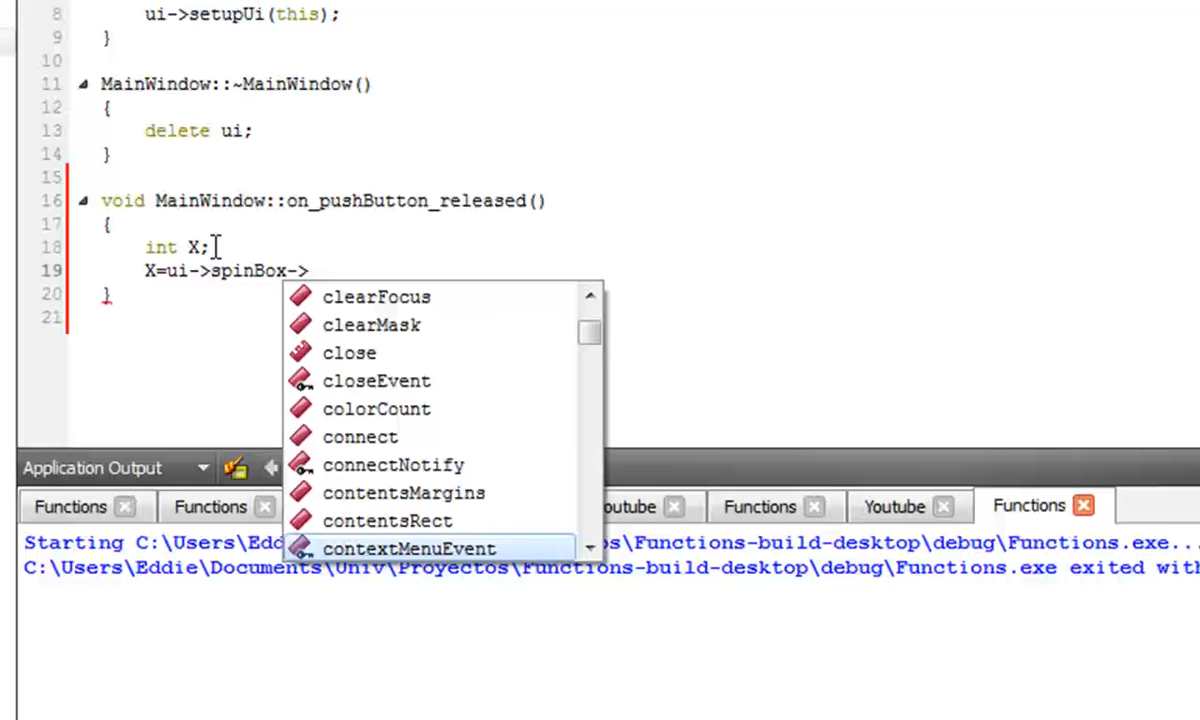 8 ui->setupUi(this);
9 }
10
11 MainWindow::~MainWindow()
12 {
13 delete ui;
14 }
15
16 void MainWindow::on_pushButton_released()
17 {
18 int X;
19 X=ui->spinBox->
20 }
21
clearFocus
clearMask
close
closeEvent
colorCount
connect
connectNotify
contentsMargins
contentsRect
contextMenuEvent
Application Output
Functions Functions outube Functions Youtube Functions
Starting C:\Users\Edd os\Functions-build-desktop\debug\Functions.exe...
C:\Users\Eddie\Documents\Univ\Proyectos\Functions-build-desktop\debug\Functions.exe exited with